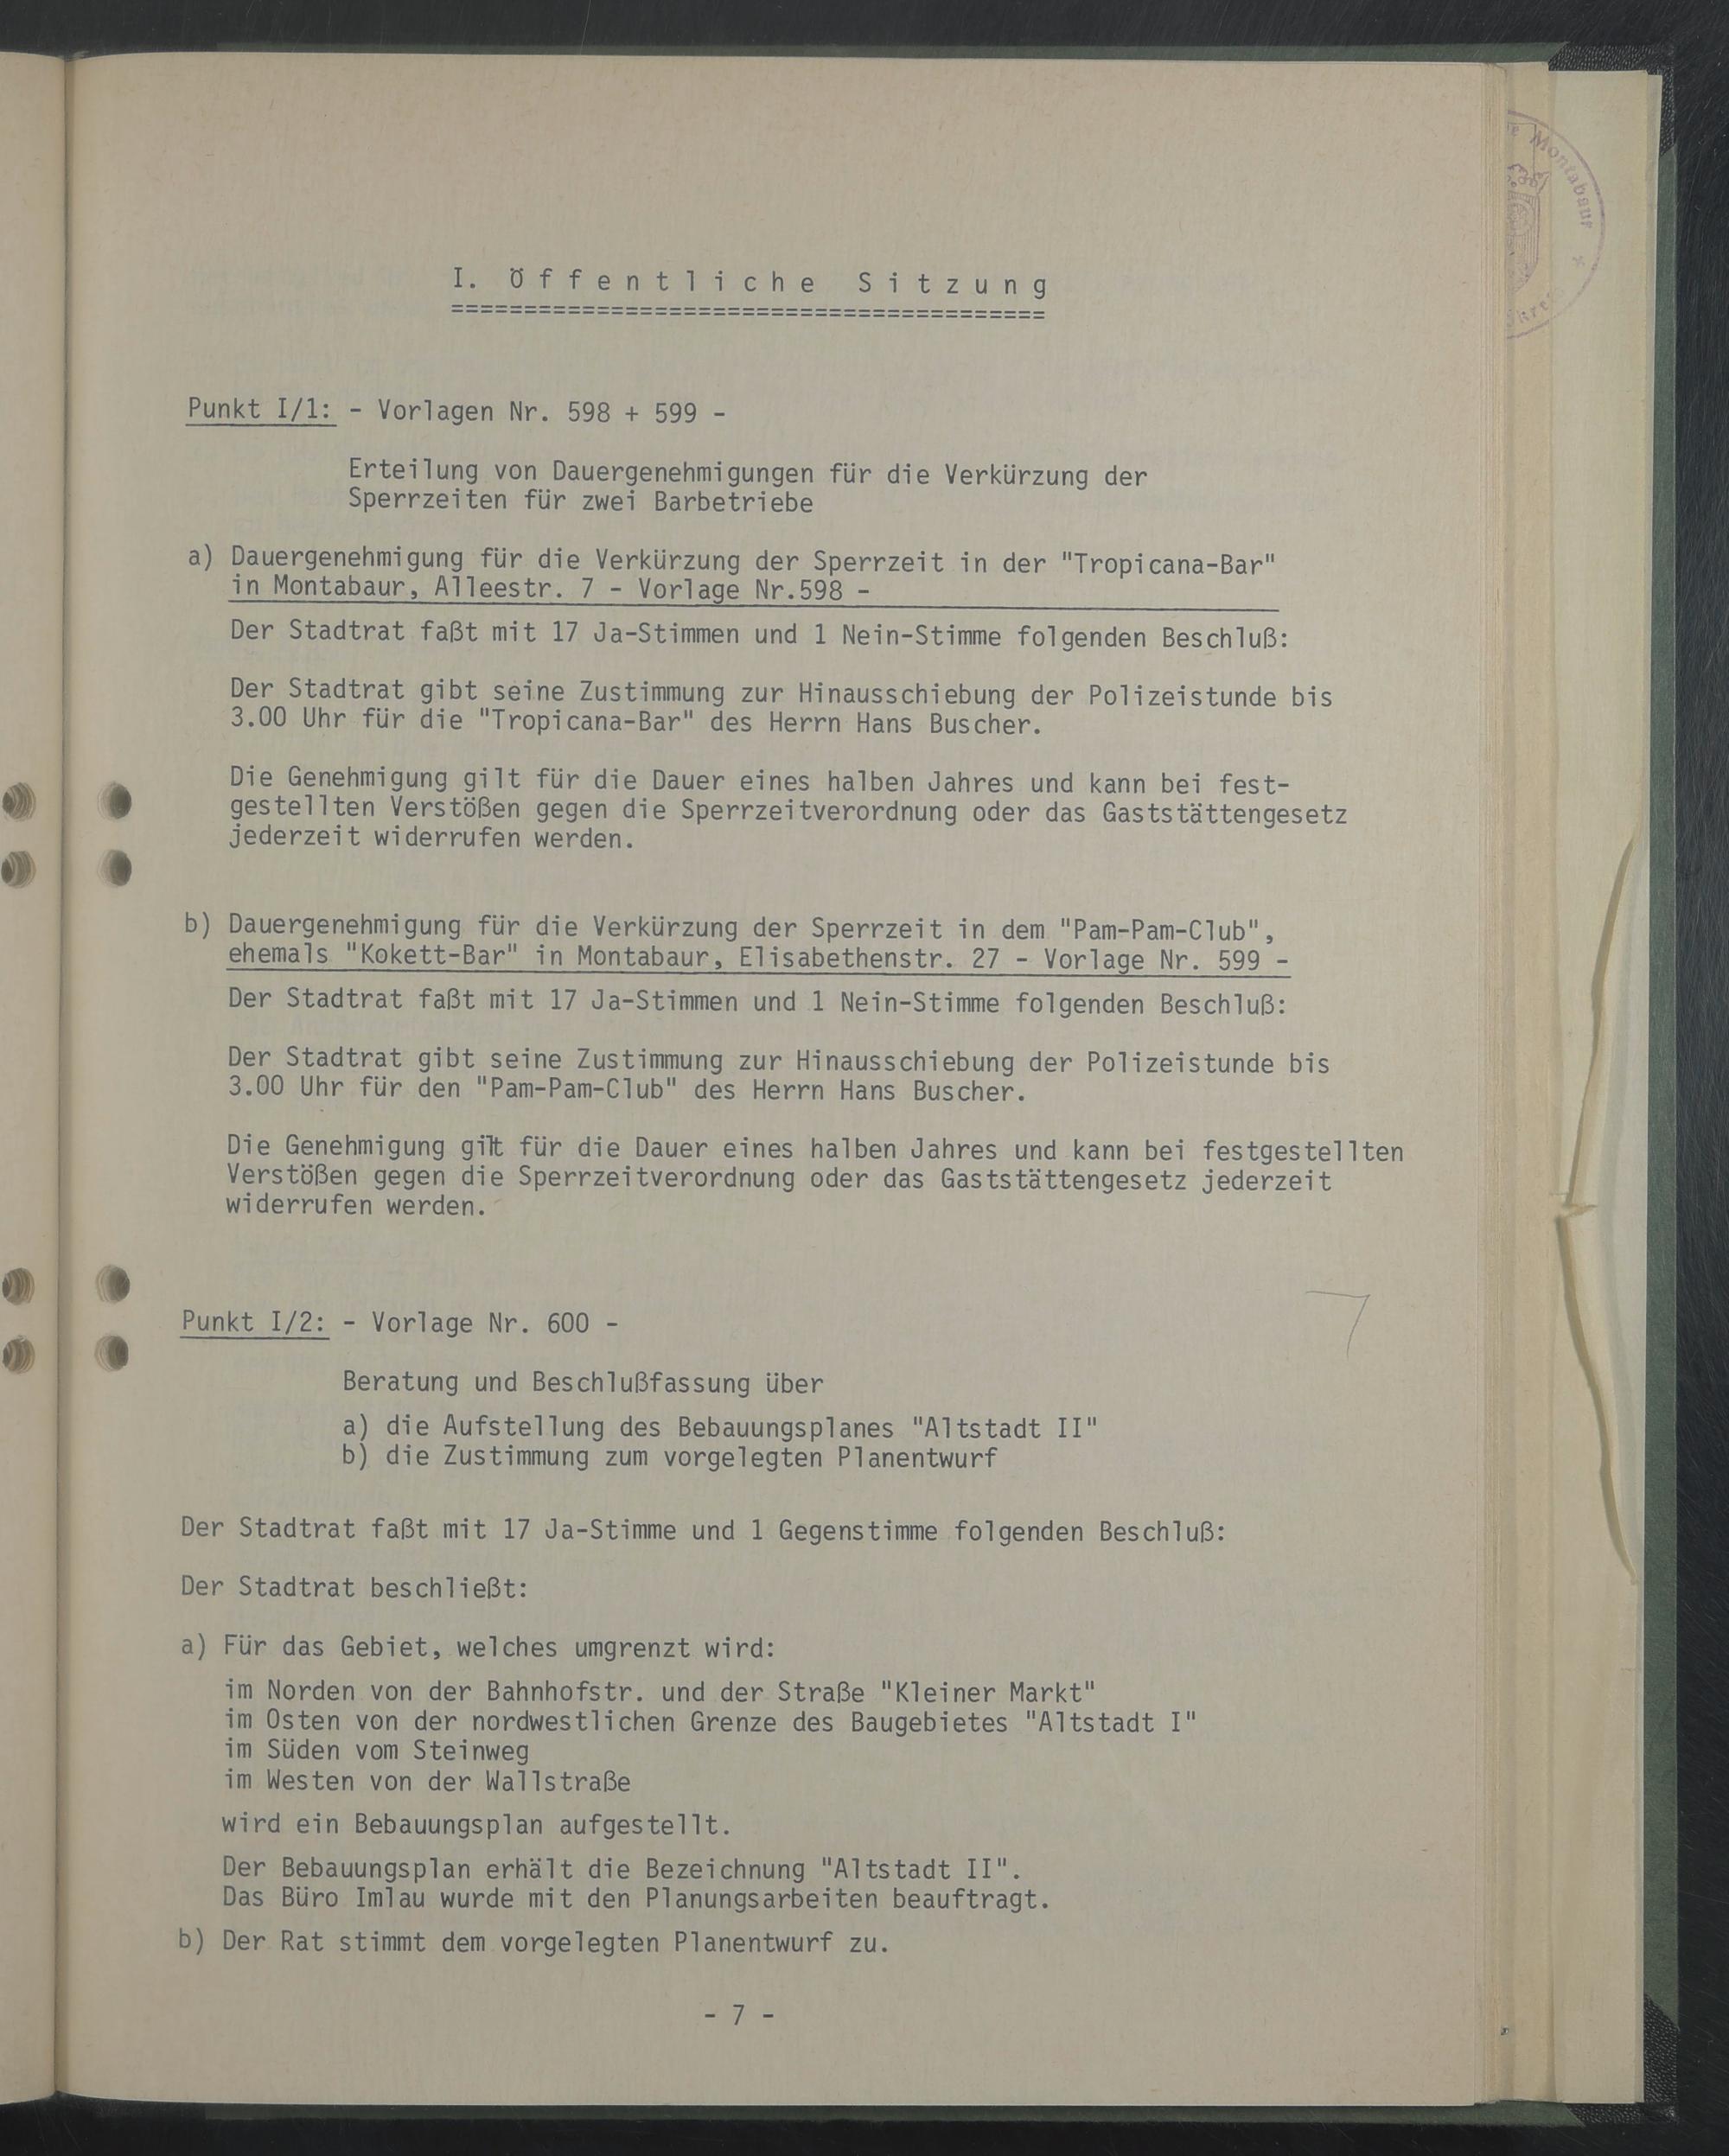 I. Öffentliche Sitzung
=========================================
Punkt I/1: - Vorlagen Nr. 598 + 599 -
Erteilung von Dauergenehmigungen für die Verkürzung der
Sperrzeiten für zwei Barbetriebe
a) Dauergenehmigung für die Verkürzung der Sperrzeit in der "Tropicana-Bar"
in Montabaur, Alleestr. 7 - Vorlage Nr.598 -
Der Stadtrat faßt mit 17 Ja-Stimmen und 1 Nein-Stimme folgenden Beschluß:
Der Stadtrat gibt seine Zustimmung zur Hinausschiebung der Polizeistunde bis
3.00 Uhr für die "Tropicana-Bar" des Herrn Hans Buscher.
Die Genehmigung gilt für die Dauer eines halben Jahres und kann bei fest-
gestellten Verstößen gegen die Sperrzeitverordnung oder das Gaststättengesetz
jederzeit widerrufen werden.
b) Dauergenehmigung für die Verkürzung der Sperrzeit in dem "Pam-Pam-Club",
ehemals "Kokett-Bar" in Montabaur, Elisabethenstr. 27 - Vorlage Nr. 599 -
Der Stadtrat faßt mit 17 Ja-Stimmen und 1 Nein-Stimme folgenden Beschluß:
Der Stadtrat gibt seine Zustimmung zur Hinausschiebung der Polizeistunde bis
3.00 Uhr für den "Pam-Pam-Club" des Herrn Hans Buscher.
Die Genehmigung gilt für die Dauer eines halben Jahres und kann bei festgestellten
Verstößen gegen die Sperrzeitverordnung oder das Gaststättengesetz jederzeit
widerrufen werden.
7
Punkt I/2: - Vorlage Nr. 600 -
Beratung und Beschlußfassung über
a) die Aufstellung des Bebauungsplanes "Altstadt II"
b) die Zustimmung zum vorgelegten Planentwurf
Der Stadtrat faßt mit 17 Ja-Stimme und 1 Gegenstimme folgenden Beschluß:
Der Stadtrat beschließt:
a) Für das Gebiet, welches umgrenzt wird:
im Norden von der Bahnhofstr. und der Straße "Kleiner Markt"
im Osten von der nordwestlichen Grenze des Baugebietes "Altstadt I"
im Süden vom Steinweg
im Westen von der Wallstraße
wird ein Bebauungsplan aufgestellt.
Der Bebauungsplan erhält die Bezeichnung "Altstadt II".
Das Büro Imlau wurde mit den Planungsarbeiten beauftragt.
b) Der Rat stimmt dem vorgelegten Planentwurf zu.
- 7 -
Montabaur